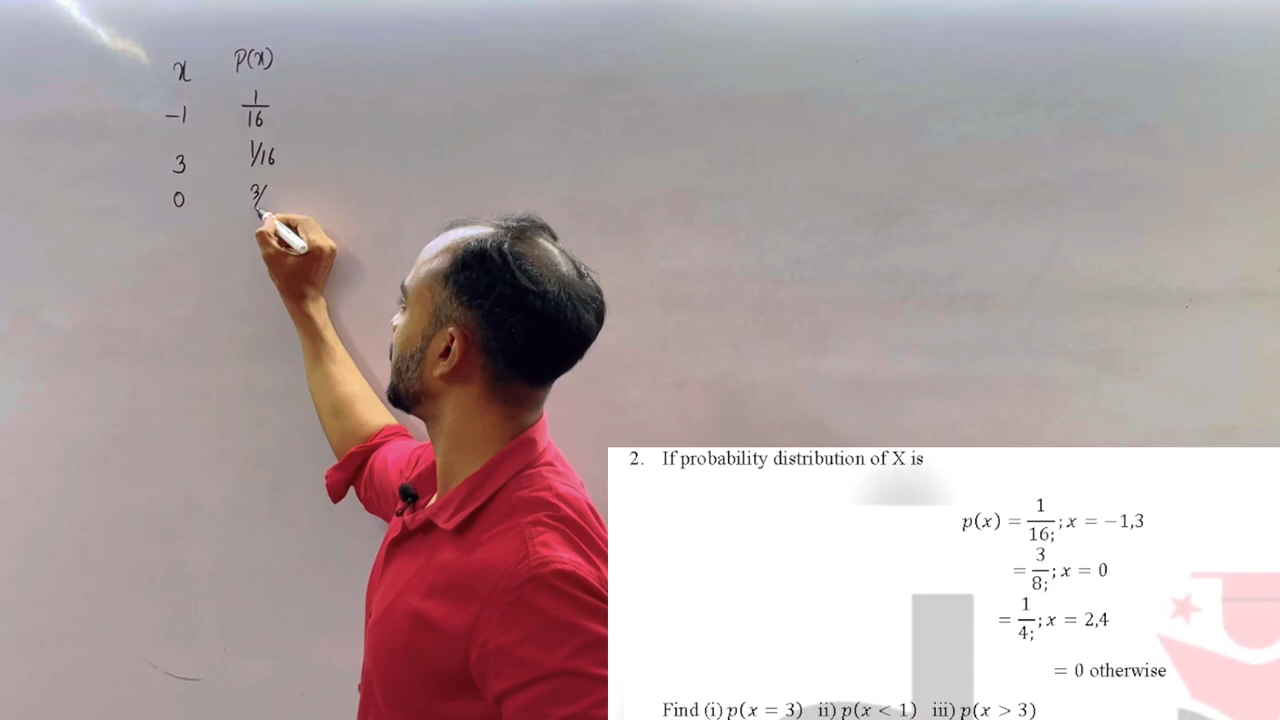 x P(x)
-1 1/16
3 1/16
0 3/
2. If probability distribution of X is
p(x) = 1/16; ; x = −1,3
= 3/8; ; x = 0
= 1/4; ; x = 2,4
= 0 otherwise
Find (i) p(x = 3) ii) p(x < 1) iii) p(x > 3)